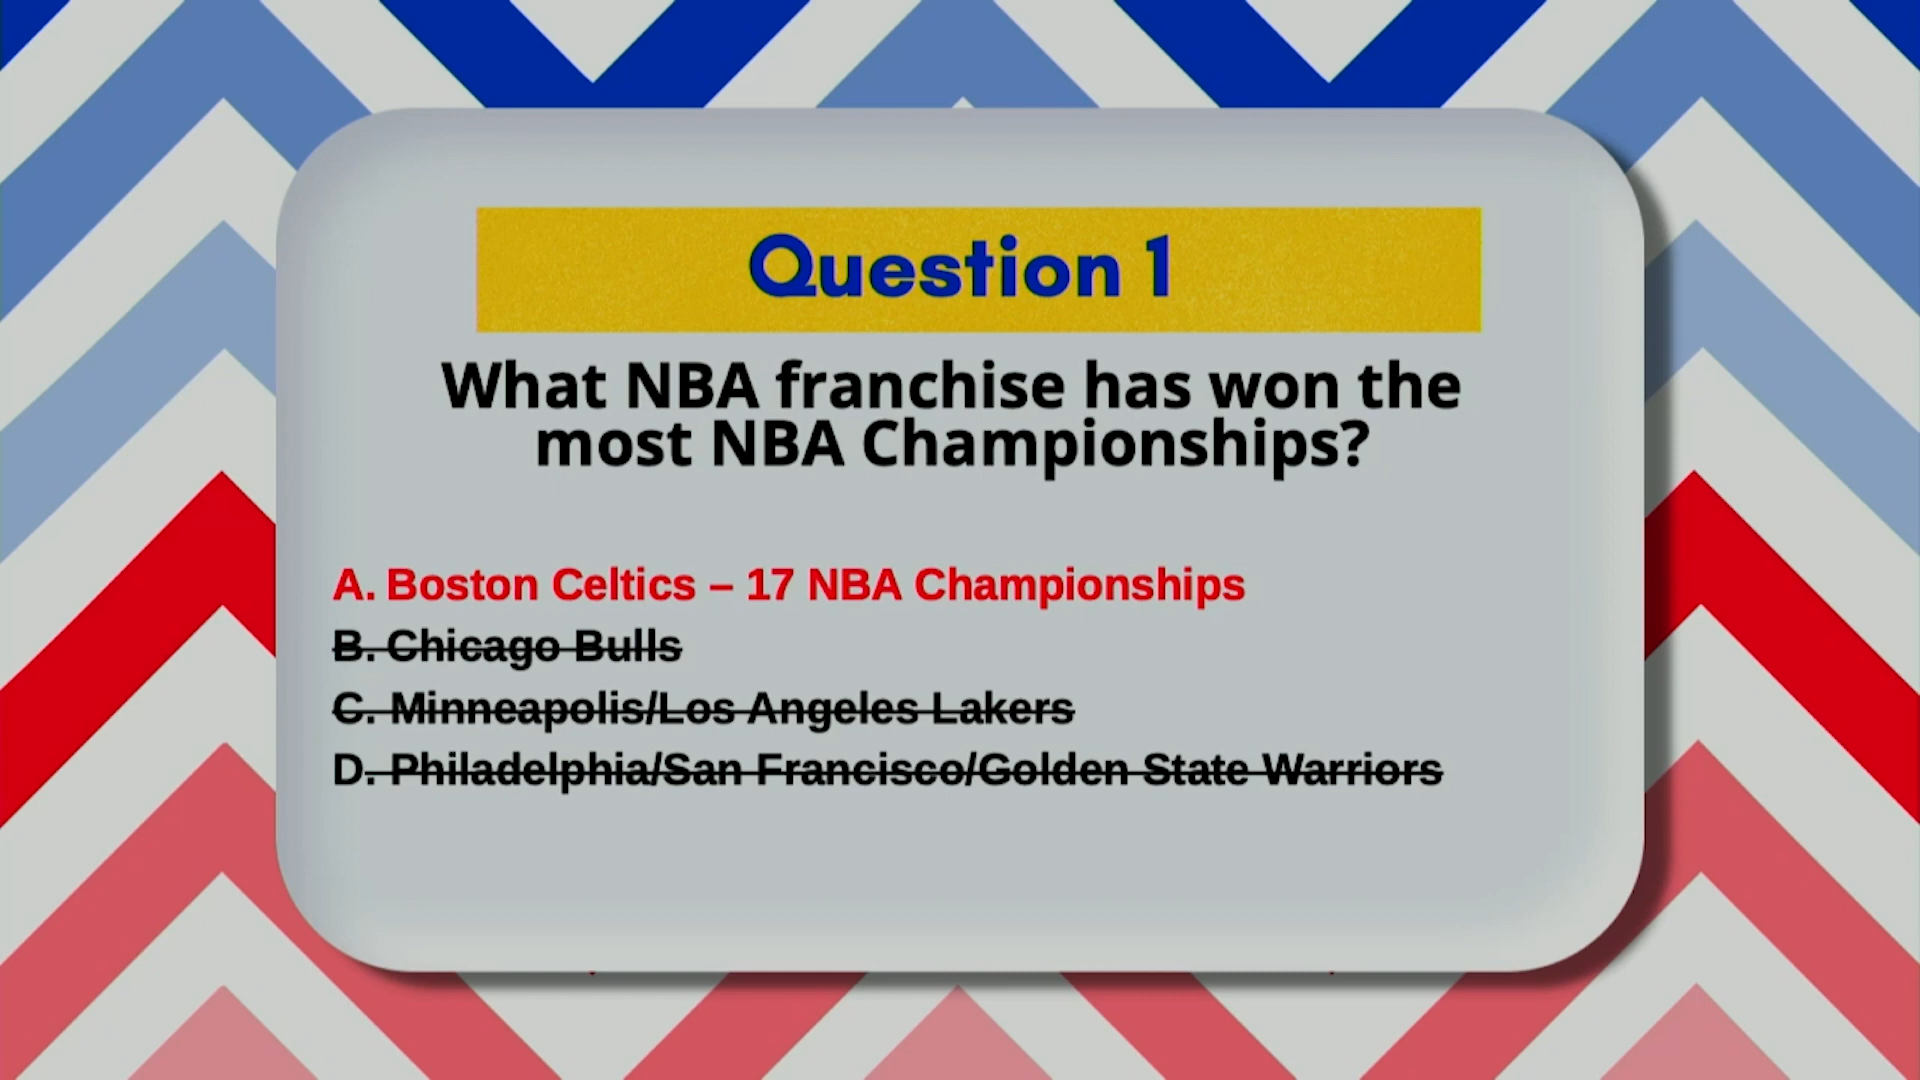 Question 1
What NBA franchise has won the
most NBA Championships?
A. Boston Celtics – 17 NBA Championships
B. Chicago Bulls
C. Minneapolis/Los Angeles Lakers
D. Philadelphia/San Francisco/Golden State Warriors